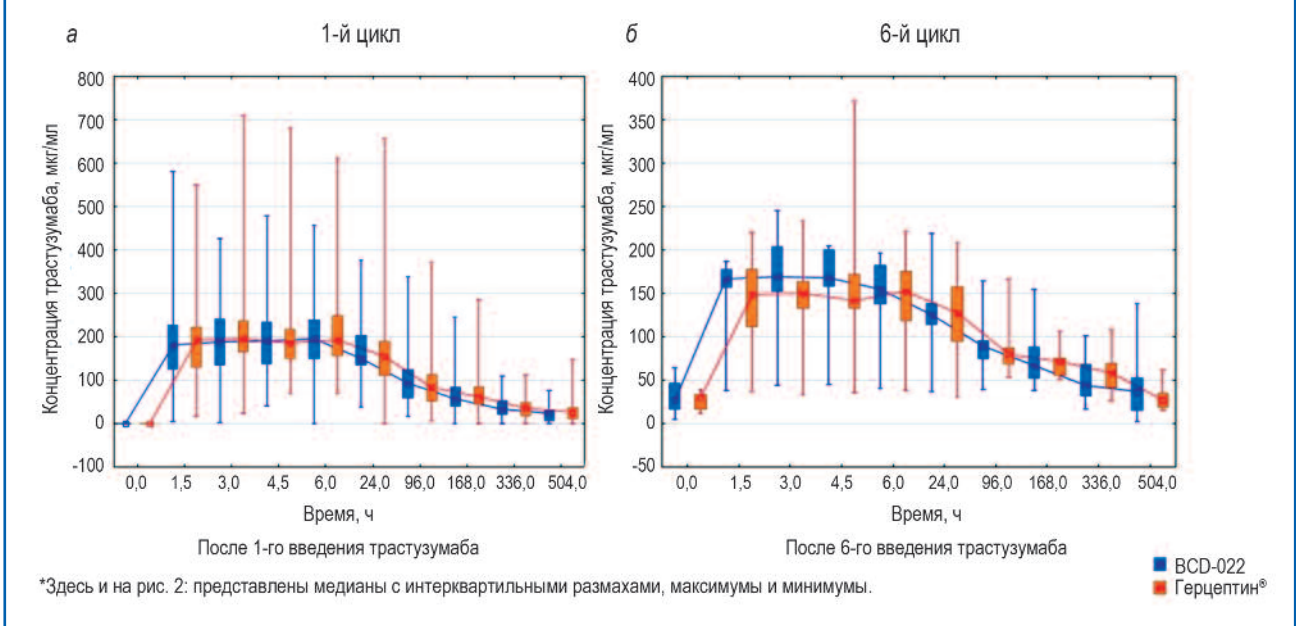 а
1-й цикл
Концентрация трастузумаба, мкг/мл
800
700
600
500
400
300
200
100
0
-100
0,0 1,5 3,0 4,5 6,0 24,0 96,0 168,0 336,0 504,0
Время, ч
После 1-го введения трастузумаба
б
6-й цикл
Концентрация трастузумаба, мкг/мл
400
350
300
250
200
150
100
50
0
-50
0,0 1,5 3,0 4,5 6,0 24,0 96,0 168,0 336,0 504,0
Время, ч
После 6-го введения трастузумаба
BCD-022
Герцептин®
*Здесь и на рис. 2: представлены медианы с интерквартильными размахами, максимумы и минимумы.